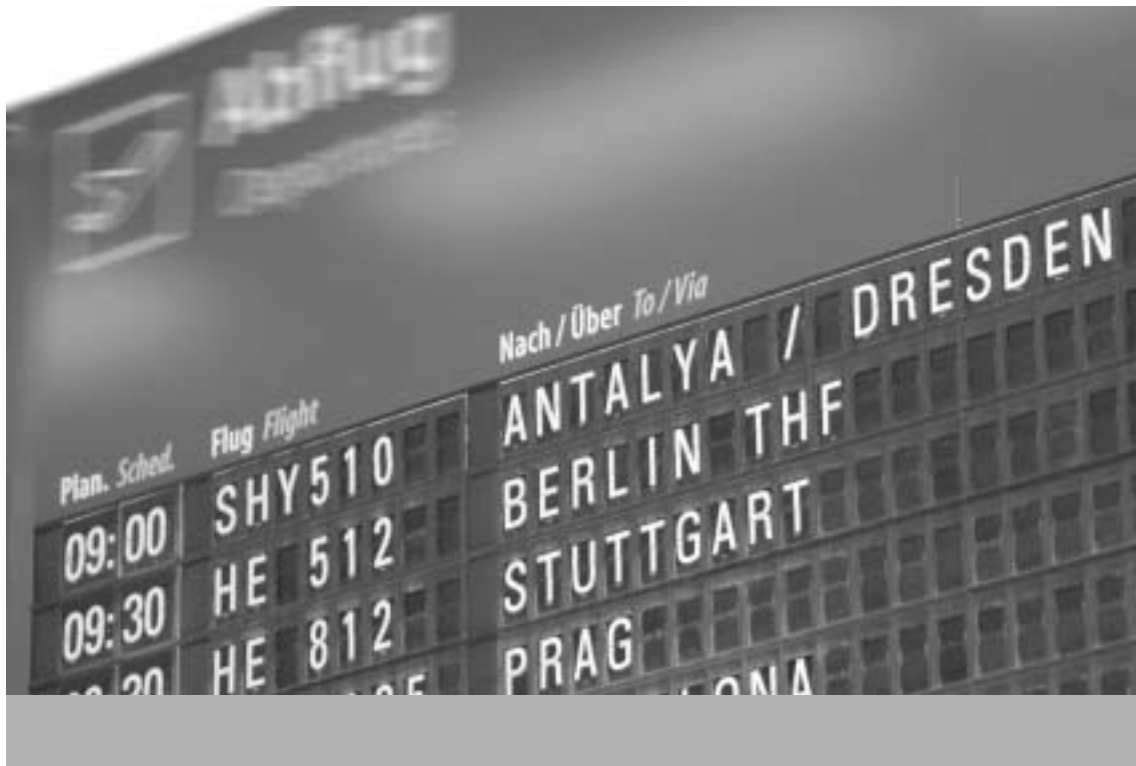 Abflug
Plan. Sched. Flug Flight Nach / Über To / Via
09:00 SHY510 ANTALYA / DRESDEN
09:30 HE 512 BERLIN THF
HE 812 STUTTGART
PRAG